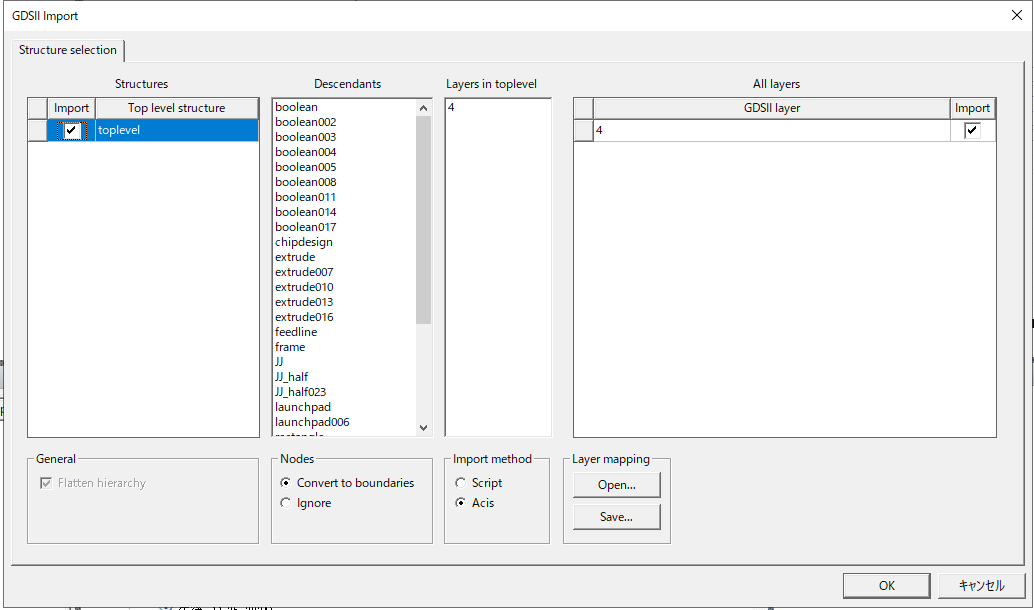 GDSII Import
Structure selection
Structures
Import Top level structure
toplevel
Descendants
boolean
boolean002
boolean003
boolean004
boolean005
boolean008
boolean011
boolean014
boolean017
chipdesign
extrude
extrude007
extrude010
extrude013
extrude016
feedline
frame
JJ
JJ_half
JJ_half023
launchpad
launchpad006
Layers in toplevel
4
All layers
GDSII layer Import
4
General
Flatten hierarchy
Nodes
Convert to boundaries
Ignore
Import method
Script
Acis
Layer mapping
Open...
Save...
OK
キャンセル